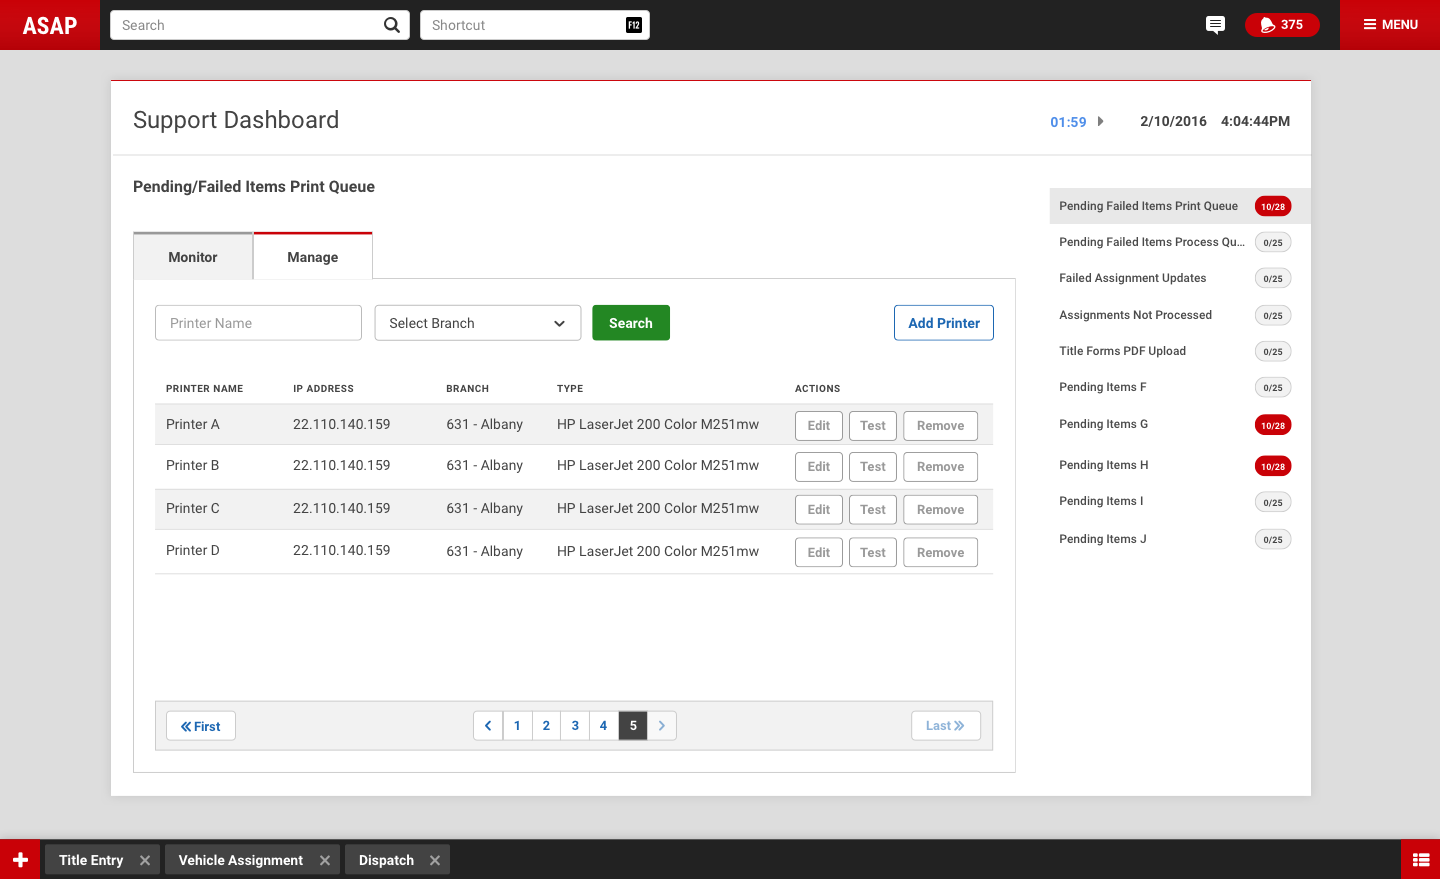 ASAP
Search
Shortcut
F12
375
MENU
Support Dashboard
01:59
2/10/2016 4:04:44PM
Pending/Failed Items Print Queue
Monitor
Manage
Printer Name
Select Branch
Search
Add Printer
PRINTER NAME IP ADDRESS BRANCH TYPE ACTIONS
Printer A 22.110.140.159 631 - Albany HP LaserJet 200 Color M251mw Edit Test Remove
Printer B 22.110.140.159 631 - Albany HP LaserJet 200 Color M251mw Edit Test Remove
Printer C 22.110.140.159 631 - Albany HP LaserJet 200 Color M251mw Edit Test Remove
Printer D 22.110.140.159 631 - Albany HP LaserJet 200 Color M251mw Edit Test Remove
First
1 2 3 4 5
Last
Pending Failed Items Print Queue 10/28
Pending Failed Items Process Qu... 0/25
Failed Assignment Updates 0/25
Assignments Not Processed 0/25
Title Forms PDF Upload 0/25
Pending Items F 0/25
Pending Items G 10/28
Pending Items H 10/28
Pending Items I 0/25
Pending Items J 0/25
Title Entry
Vehicle Assignment
Dispatch